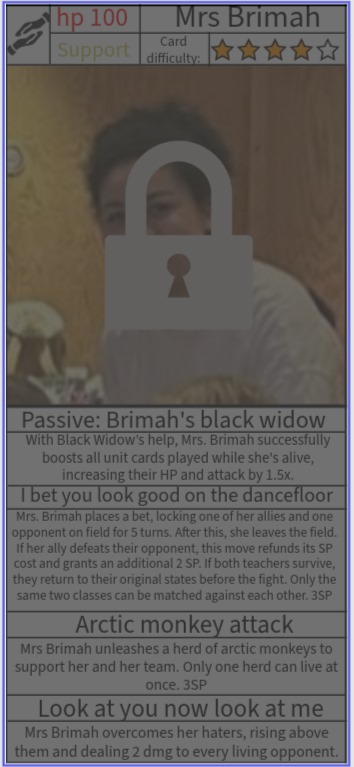 hp 100
Mrs Brimah
Support
Card
difficulty:
Passive: Brimah's black widow
With Black Widow's help, Mrs. Brimah successfully
boosts all unit cards played while she's alive,
increasing their HP and attack by 1.5x.
I bet you look good on the dancefloor
Mrs. Brimah places a bet, locking one of her allies and one
opponent on field for 5 turns. After this, she leaves the field.
If her ally defeats their opponent, this move refunds its SP
cost and grants an additional 2 SP. If both teachers survive,
they return to their original states before the fight. Only the
same two classes can be matched against each other. 3SP
Arctic monkey attack
Mrs Brimah unleashes a herd of arctic monkeys to
support her and her team. Only one herd can live at
once. 3SP
Look at you now look at me
Mrs Brimah overcomes her haters, rising above
them and dealing 2 dmg to every living opponent.